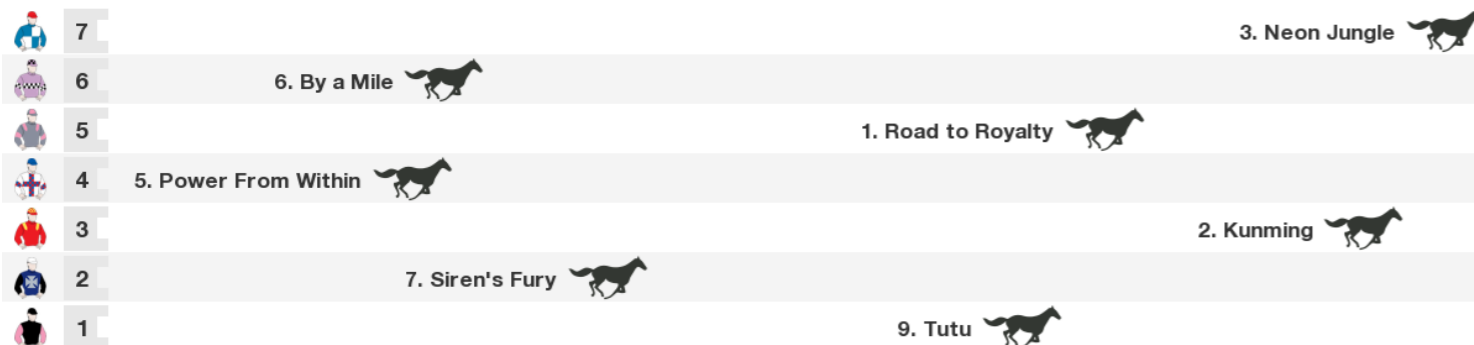 7 3. Neon Jungle
6 6. By a Mile
5 1. Road to Royalty
4 5. Power From Within
3 2. Kunming
2 7. Siren's Fury
1 9. Tutu